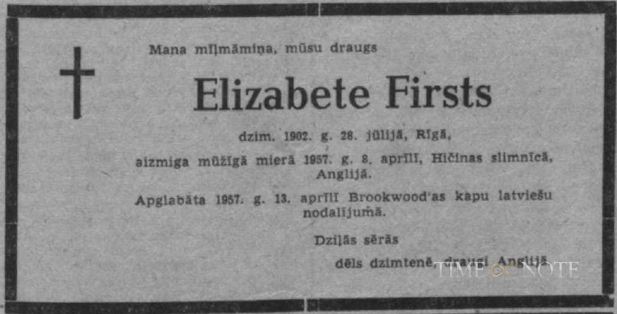 Mana mīļmāmiņa, mūsu draugs
Elizabete Firsts
dzim. 1902. g. 28. jūlijā, Rīgā,
aizmiga mūžīgā mierā 1957. g. 8. aprīlī, Hičinas slimnīcā,
Anglijā.
Apglabāta 1957. g. 13. aprīlī Brookwood'as kapu latviešu
nodalījumā.
Dziļās sērās
dēls dzimtenē, draugi Anglijā
TIME NOTE